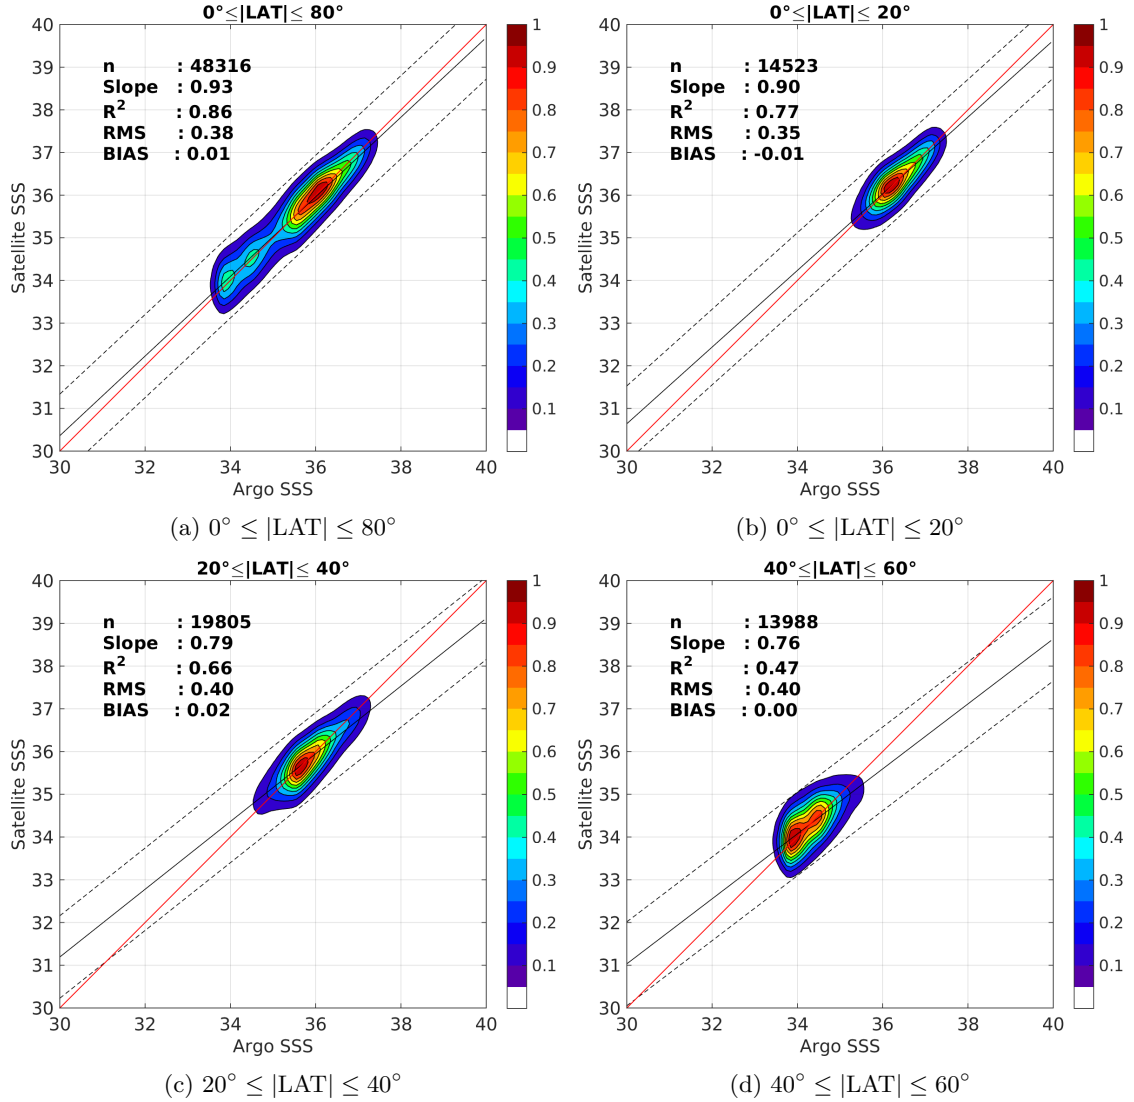 0°≤|LAT|≤ 80°
n : 48316
Slope : 0.93
R² : 0.86
RMS : 0.38
BIAS : 0.01
Satellite SSS
40
39
38
37
36
35
34
33
32
31
30
30 32 34 36 38 40
Argo SSS
1
0.9
0.8
0.7
0.6
0.5
0.4
0.3
0.2
0.1
(a) 0° ≤ |LAT| ≤ 80°
0°≤|LAT|≤ 20°
n : 14523
Slope : 0.90
R² : 0.77
RMS : 0.35
BIAS : -0.01
Satellite SSS
40
39
38
37
36
35
34
33
32
31
30
30 32 34 36 38 40
Argo SSS
1
0.9
0.8
0.7
0.6
0.5
0.4
0.3
0.2
0.1
(b) 0° ≤ |LAT| ≤ 20°
20°≤|LAT|≤ 40°
n : 19805
Slope : 0.79
R² : 0.66
RMS : 0.40
BIAS : 0.02
Satellite SSS
40
39
38
37
36
35
34
33
32
31
30
30 32 34 36 38 40
Argo SSS
1
0.9
0.8
0.7
0.6
0.5
0.4
0.3
0.2
0.1
(c) 20° ≤ |LAT| ≤ 40°
40°≤|LAT|≤ 60°
n : 13988
Slope : 0.76
R² : 0.47
RMS : 0.40
BIAS : 0.00
Satellite SSS
40
39
38
37
36
35
34
33
32
31
30
30 32 34 36 38 40
Argo SSS
1
0.9
0.8
0.7
0.6
0.5
0.4
0.3
0.2
0.1
(d) 40° ≤ |LAT| ≤ 60°